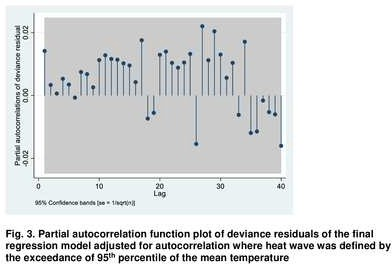 Partial autocorrelations of deviance residual
0.02
0.00
-0.02
0 10 20 30 40
Lag
95% Confidence bands [se = 1/sqrt(n)]
Fig. 3. Partial autocorrelation function plot of deviance residuals of the final
regression model adjusted for autocorrelation where heat wave was defined by
the exceedance of 95th percentile of the mean temperature